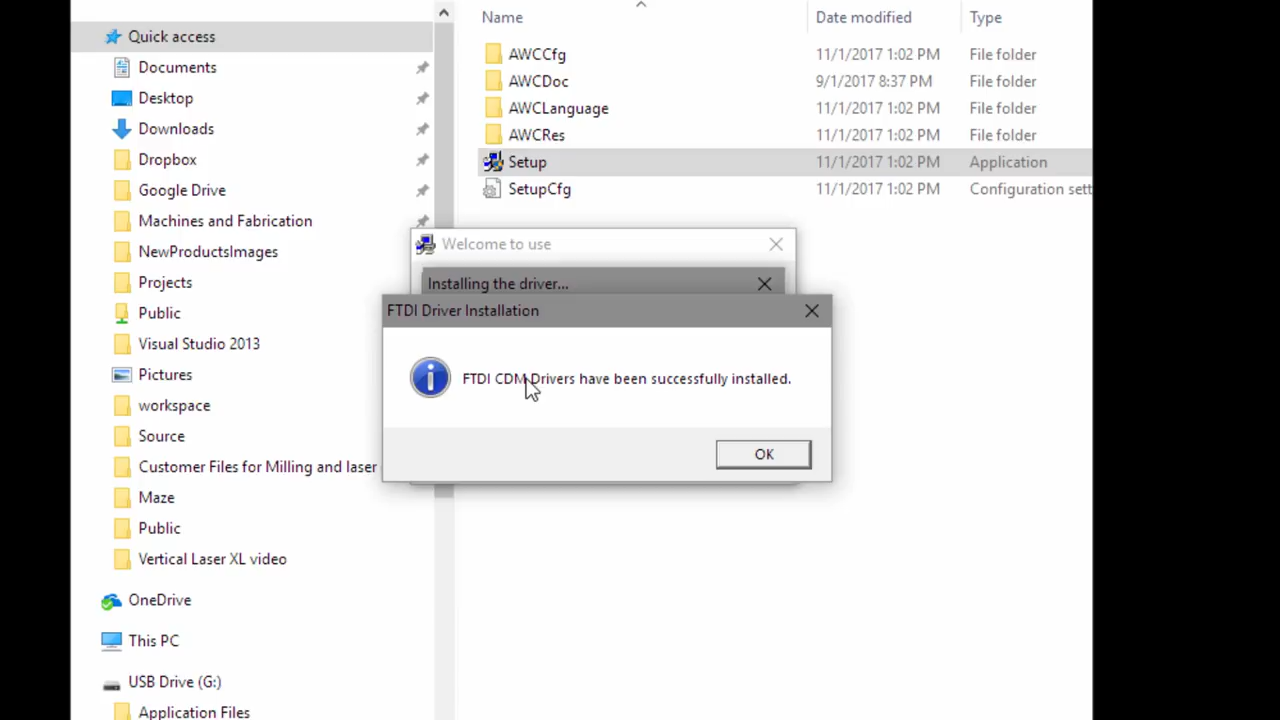 Quick access
Documents
Desktop
Downloads
Dropbox
Google Drive
Machines and Fabrication
NewProductsImages
Projects
Public
Visual Studio 2013
Pictures
workspace
Source
Customer Files for Milling and laser
Maze
Public
Vertical Laser XL video
OneDrive
This PC
USB Drive (G:)
Application Files
Name Date modified Type
AWCCfg 11/1/2017 1:02 PM File folder
AWCDoc 9/1/2017 8:37 PM File folder
AWCLanguage 11/1/2017 1:02 PM File folder
AWCRes 11/1/2017 1:02 PM File folder
Setup 11/1/2017 1:02 PM Application
SetupCfg 11/1/2017 1:02 PM Configuration sett
Welcome to use
Installing the driver...
FTDI Driver Installation
FTDI CDM Drivers have been successfully installed.
OK